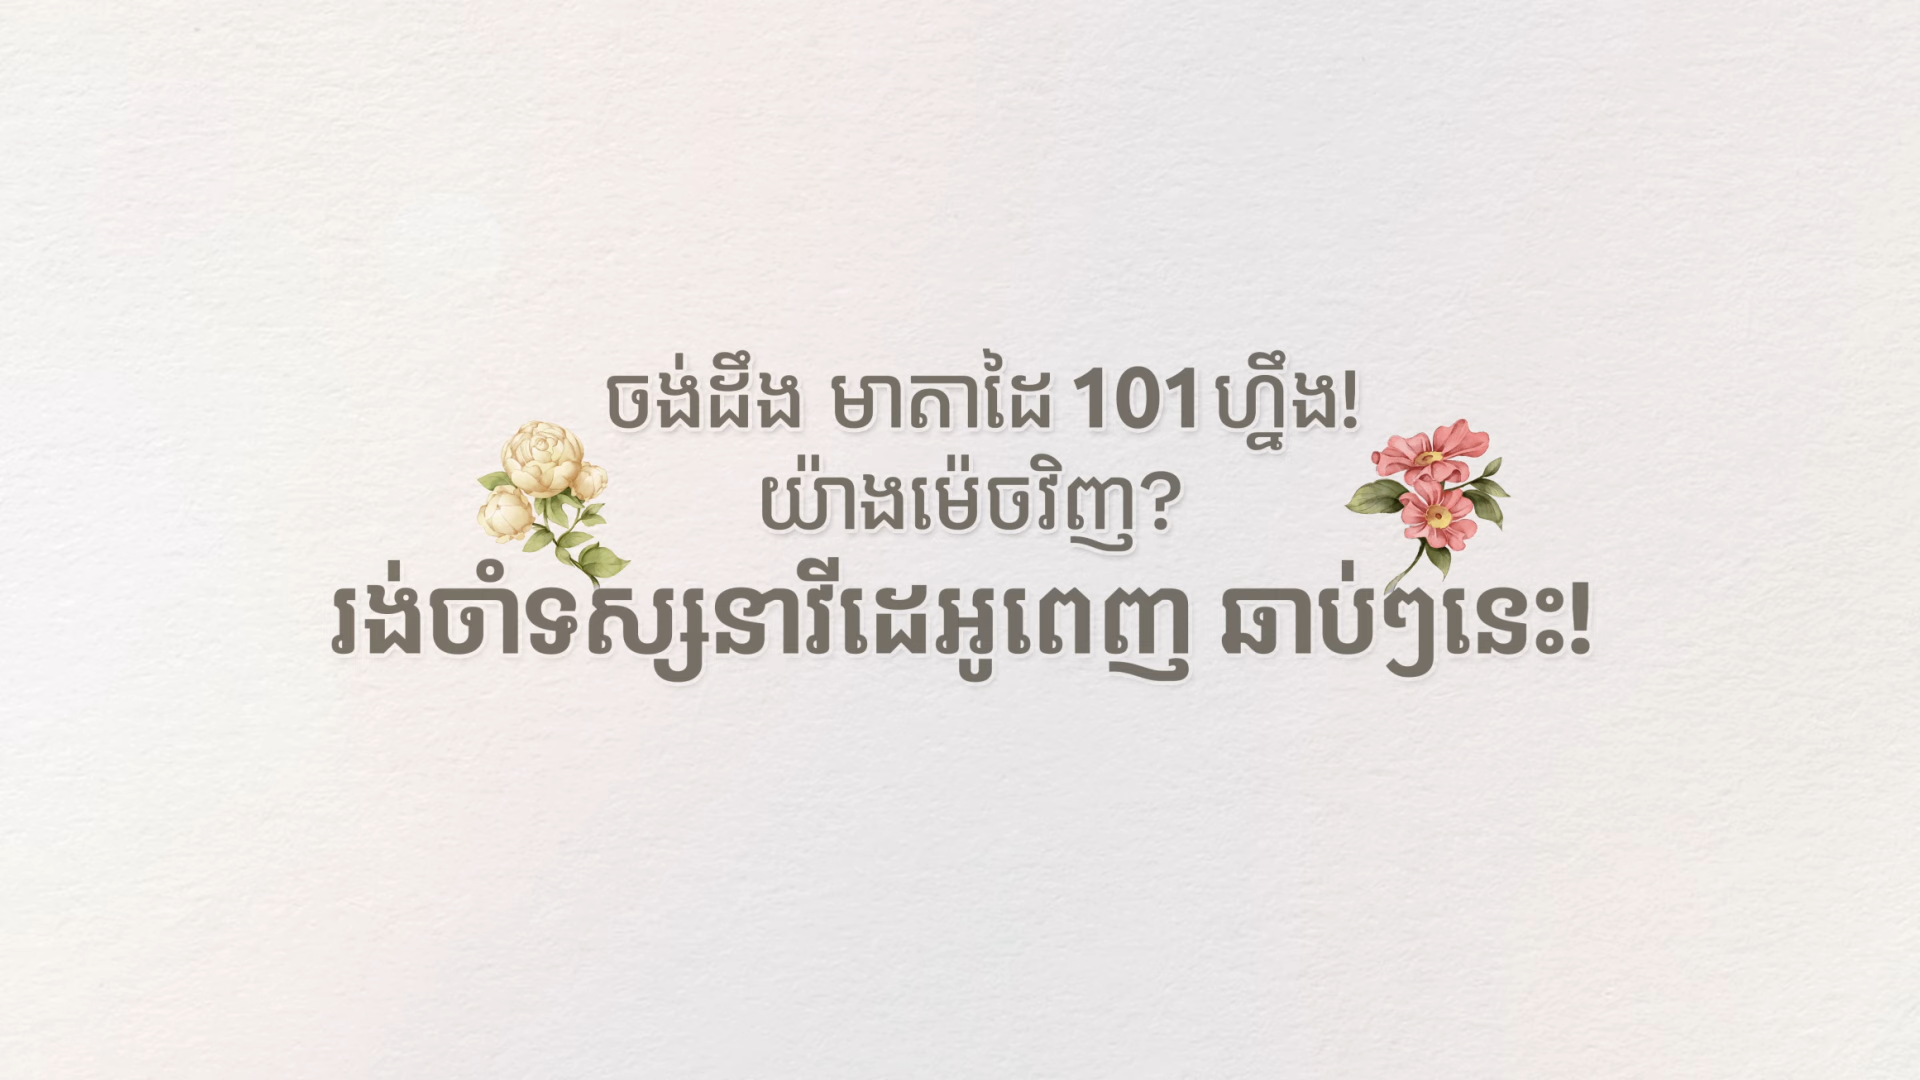 ចង់ដឹង មាតាដៃ 101 ហ្នឹង!
យ៉ាងម៉េចវិញ?
រង់ចាំទស្សនាវីដេអូពេញ ឆាប់ៗនេះ!